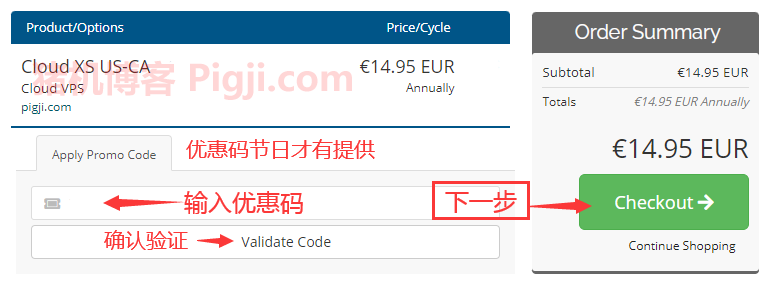 Product/Options Price/Cycle
Cloud XS US-CA €14.95 EUR
Cloud VPS Annually
pigji.com
猪机博客 Pigji.com
Apply Promo Code 优惠码节日才有提供
输入优惠码
确认验证 Validate Code
Order Summary
Subtotal €14.95 EUR
Totals €14.95 EUR Annually
€14.95 EUR
下一步 Checkout
Continue Shopping